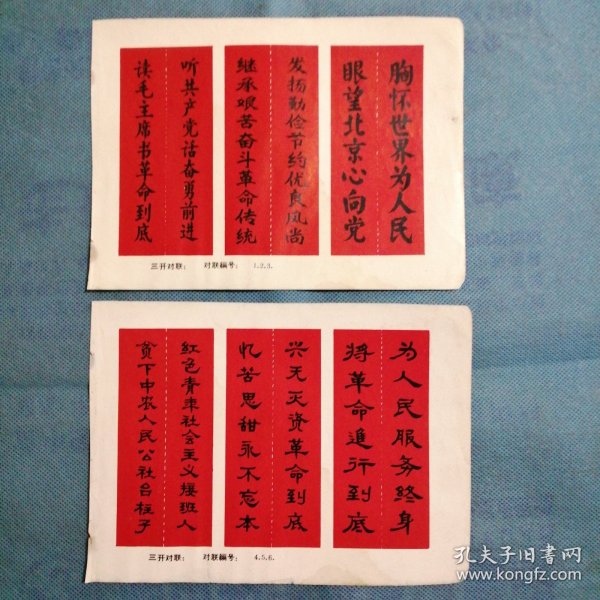 胸怀世界为人民
眼望北京心向党
发扬勤俭节约优良风尚
继承艰苦奋斗革命传统
听共产党话奋勇前进
读毛主席书革命到底
三开对联： 对联编号： 1.2.3.
为人民服务终身
将革命进行到底
兴无灭资革命到底
忆苦思甜永不忘本
红色青年社会主义接班人
贫下中农人民公社台柱子
三开对联： 对联编号： 4.5.6.
孔夫子旧书网
www.kongfz.com